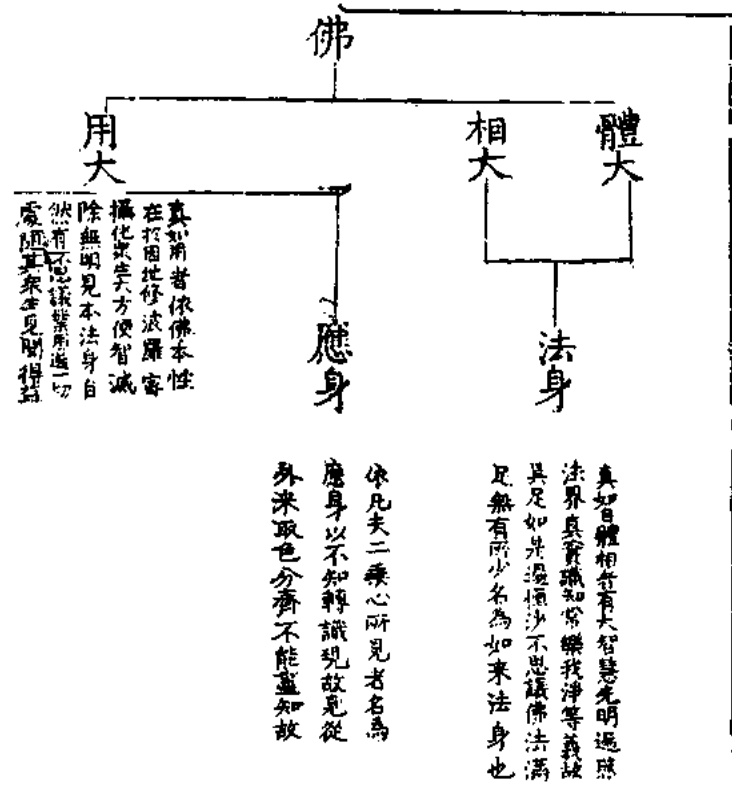 佛
體大
相大
用大
法身
真如自體相者有大智慧光明遍照
法界真實識知常樂我淨等義故
具足如是過恒沙不思議佛法滿
足無有所少名為如来法身也
應身
依凡夫二乗心所見者名為
應身以不知轉識現故見從
外来取色分齊不能盡知故
真如用者依佛本性
在於因地修波羅蜜
攝化衆生大方便智滅
除無明見本法身自
然有不思議業用遍一切
處随其衆生見聞得益